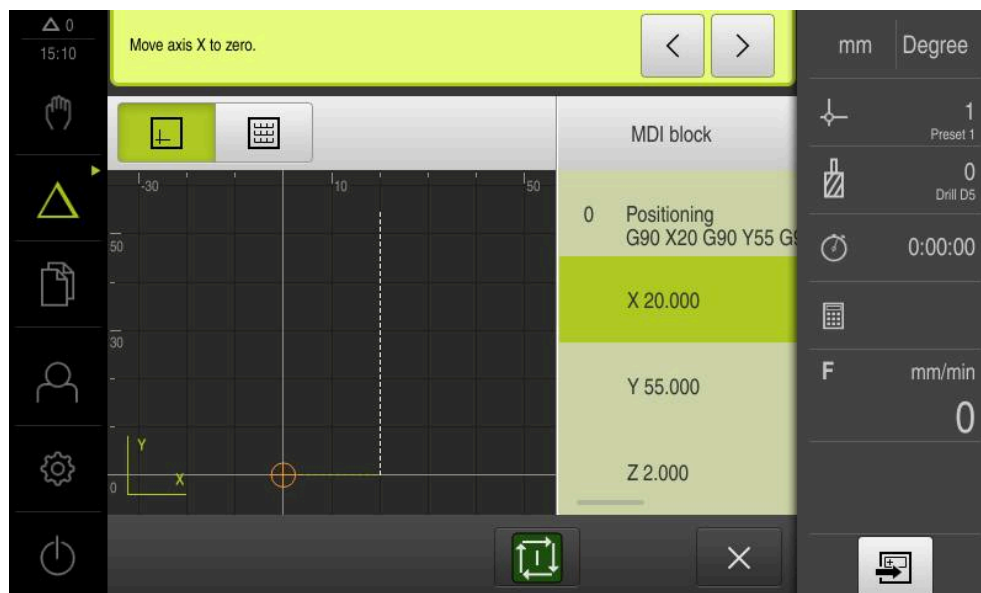 0
15:10
Move axis X to zero.
mm Degree
1
Preset 1
0
Drill D5
0:00:00
F mm/min
0
MDI block
0 Positioning
G90 X20 G90 Y55
X 20.000
Y 55.000
Z 2.000
-30 10 50
50
30
0
Y
X